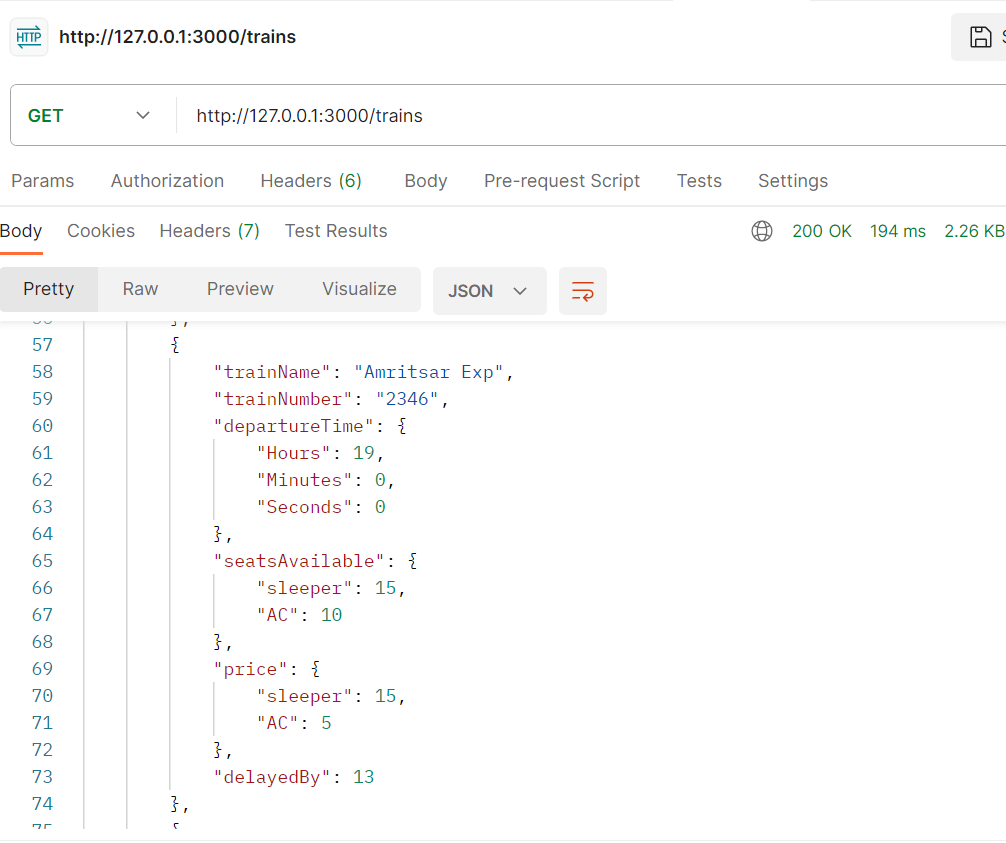 HTTP http://127.0.0.1:3000/trains
GET http://127.0.0.1:3000/trains
Params Authorization Headers (6) Body Pre-request Script Tests Settings
Body Cookies Headers (7) Test Results 200 OK 194 ms 2.26 KB
Pretty Raw Preview Visualize JSON
57 {
58 "trainName": "Amritsar Exp",
59 "trainNumber": "2346",
60 "departureTime": {
61 "Hours": 19,
62 "Minutes": 0,
63 "Seconds": 0
64 },
65 "seatsAvailable": {
66 "sleeper": 15,
67 "AC": 10
68 },
69 "price": {
70 "sleeper": 15,
71 "AC": 5
72 },
73 "delayedBy": 13
74 },